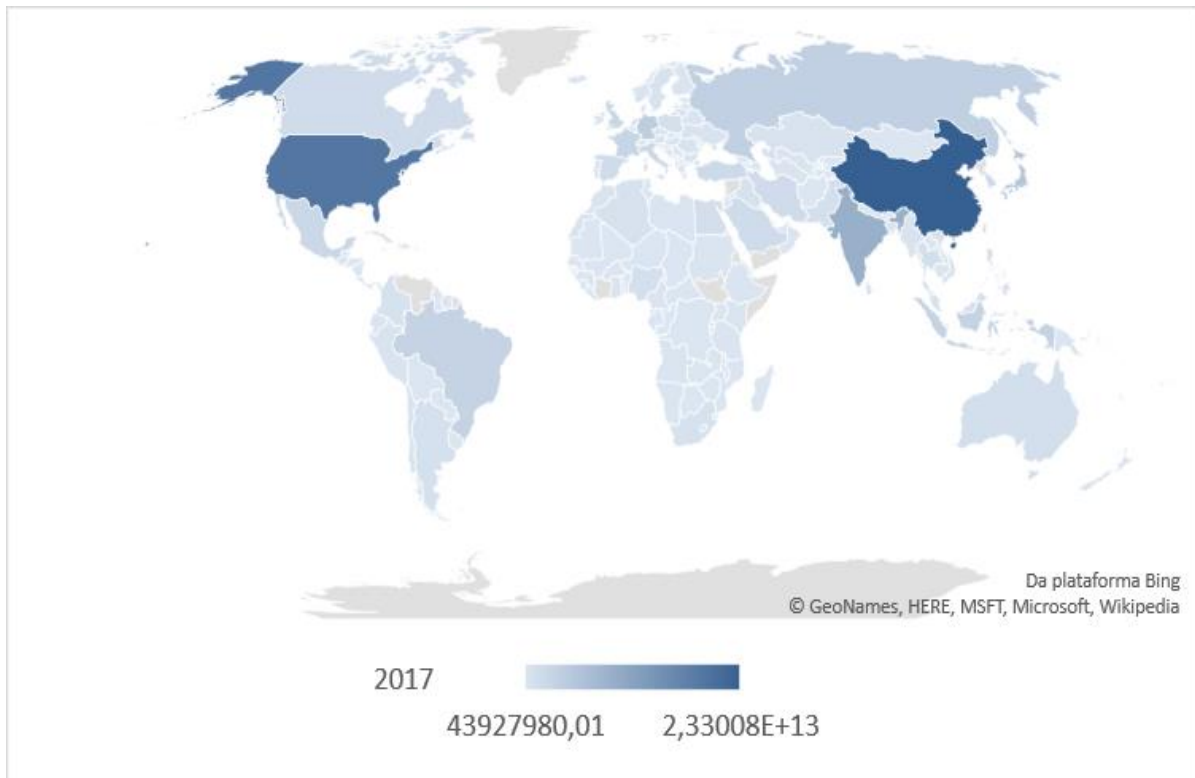 Da plataforma Bing
© GeoNames, HERE, MSFT, Microsoft, Wikipedia
2017
43927980,01 2,33008E+13